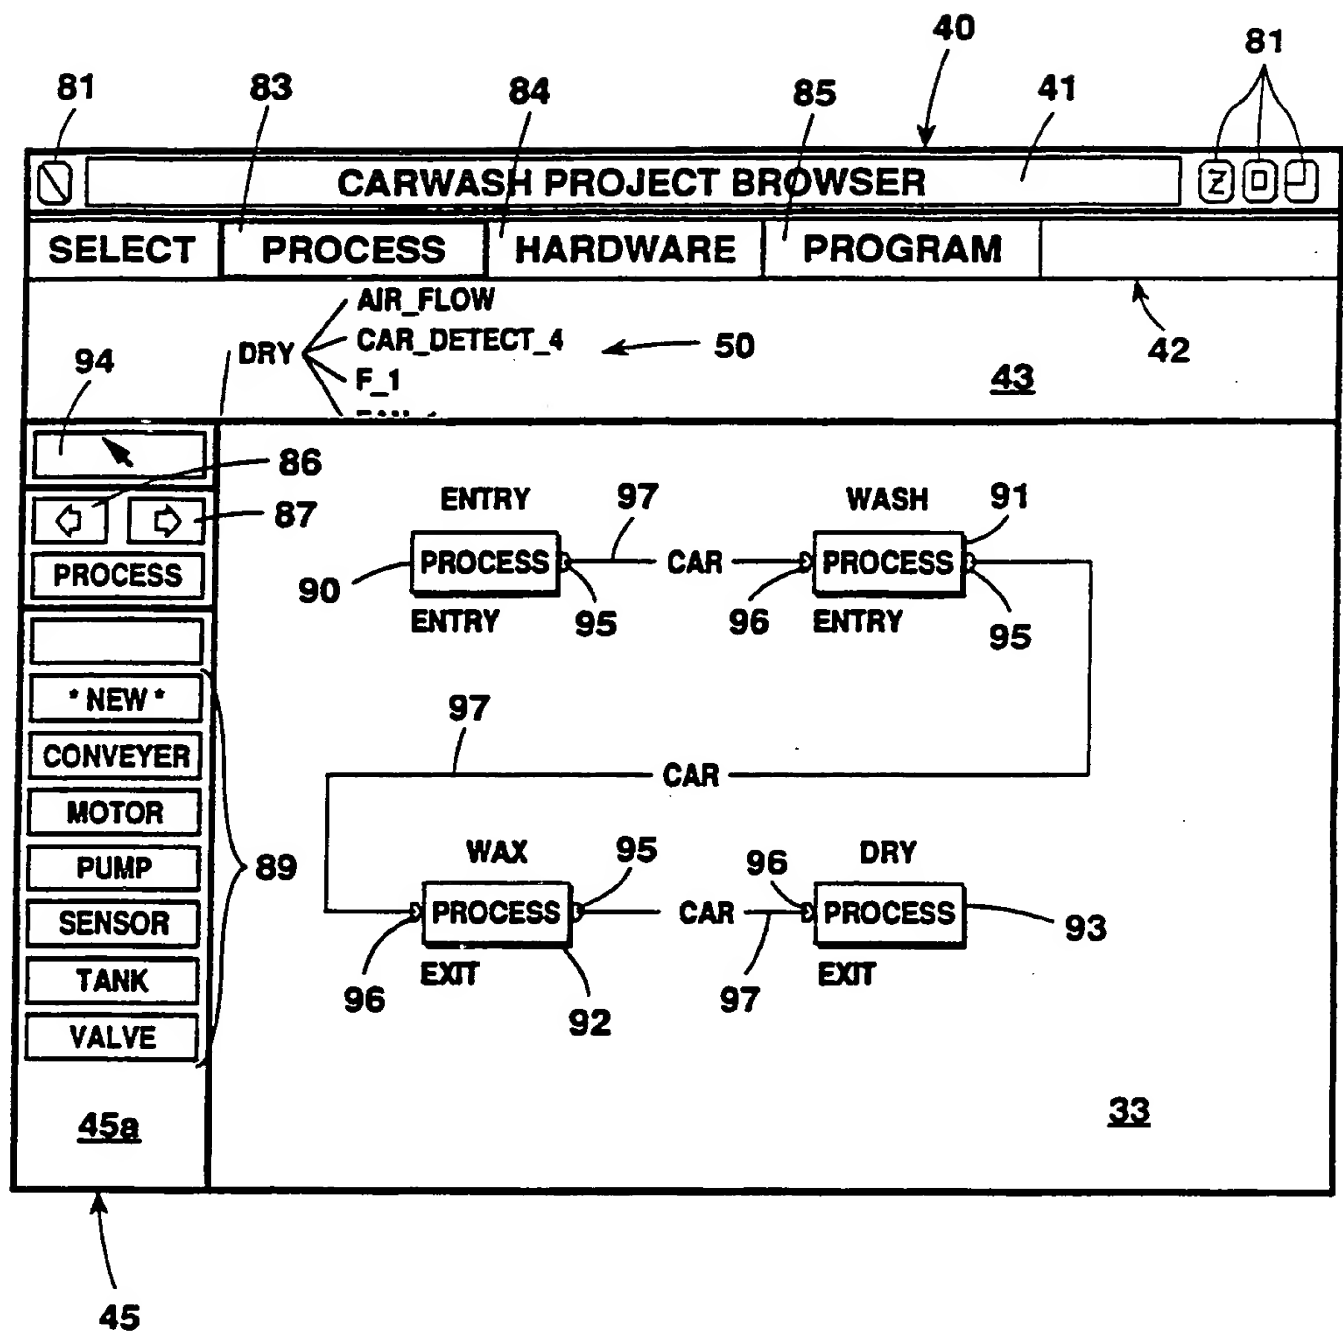 40
81
81 83 84 85 41
CARWASH PROJECT BROWSER Z
SELECT PROCESS HARDWARE PROGRAM
AIR_FLOW
DRY CAR_DETECT_4 50 42
94 F_1 43
86
87
PROCESS
ENTRY 97 WASH 91
PROCESS CAR PROCESS
90 95 96 95
ENTRY ENTRY
* NEW *
CONVEYER
MOTOR
PUMP
SENSOR
TANK
VALVE
89
97
CAR
WAX 95 96 DRY
PROCESS CAR PROCESS 93
EXIT EXIT
96 92 97
45a 33
45